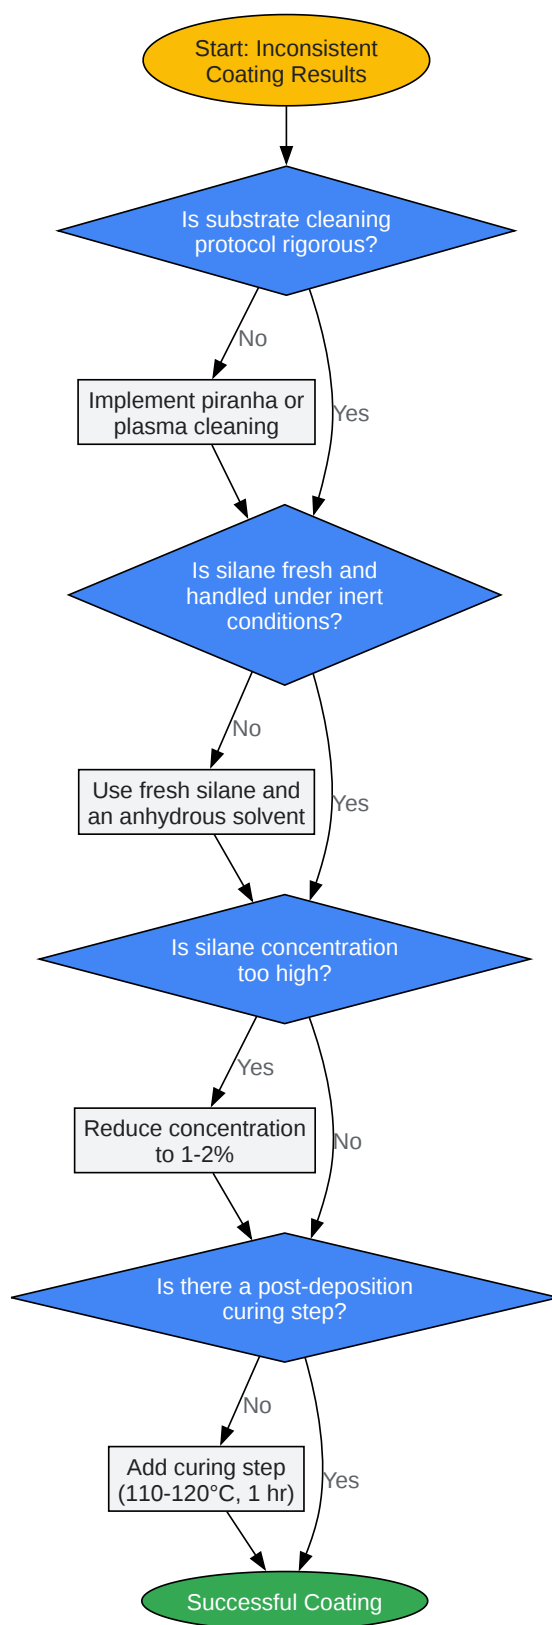 Start: Inconsistent
Coating Results
Is substrate cleaning
protocol rigorous?
No
Implement piranha or
plasma cleaning
Yes
Is silane fresh and
handled under inert
conditions?
No
Use fresh silane and
an anhydrous solvent
Yes
Is silane concentration
too high?
Yes
Reduce concentration
to 1-2%
No
Is there a post-deposition
curing step?
No
Add curing step
(110-120°C, 1 hr)
Yes
Successful Coating